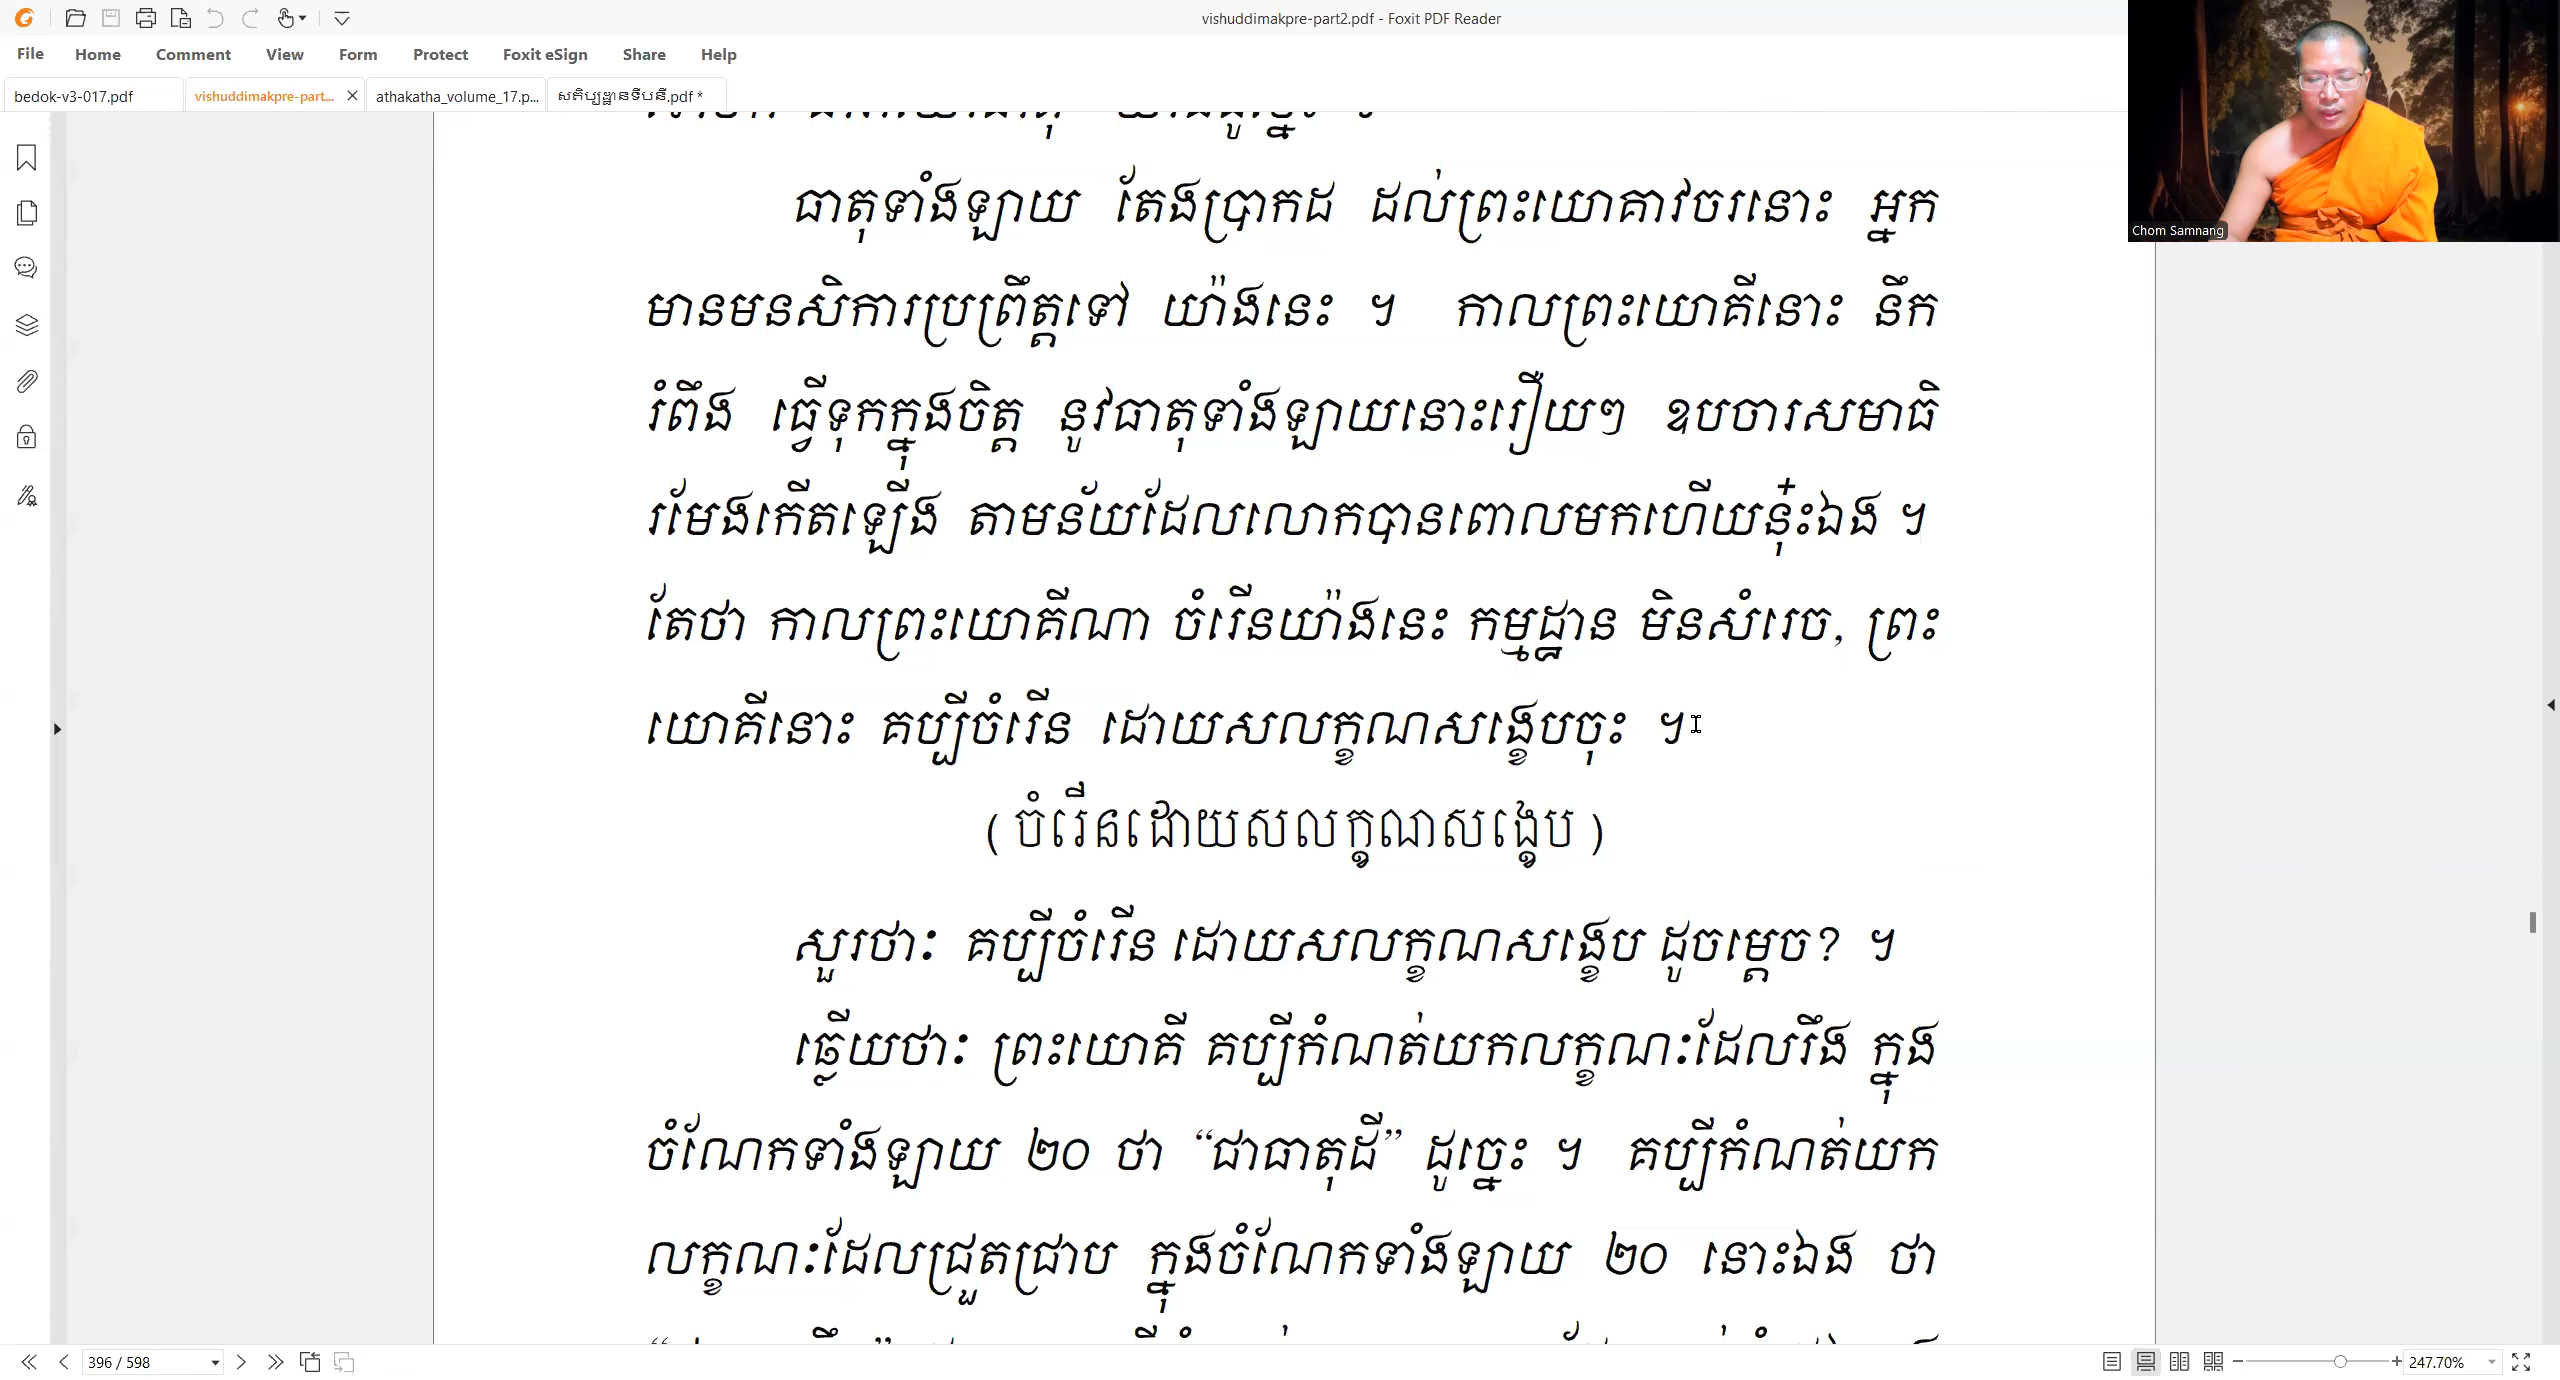 vishuddimakpre-part2.pdf - Foxit PDF Reader
File Home Comment View Form Protect Foxit eSign Share Help
bedok-v3-017.pdf vishuddimakpre-part... athakatha_volume_17.p... សតិប្បដ្ឋានទីបនី.pdf *
Chom Samnang
ធាតុទាំងឡាយ តែងប្រាកដ ដល់ព្រះយោគាវចរនោះ អ្នក
មានមនសិការប្រព្រឹត្តទៅ យ៉ាងនេះ ។ កាលព្រះយោគីនោះ នឹក
រំពឹង ធ្វើទុកក្នុងចិត្ត នូវធាតុទាំងឡាយនោះរឿយៗ ឧបចារសមាធិ
រមែងកើតឡើង តាមន័យដែលលោកបានពោលមកហើយនុ៎ះឯង ។
តែថា កាលព្រះយោគីណា ចំរើនយ៉ាងនេះ កម្មដ្ឋាន មិនសំរេច, ព្រះ
យោគីនោះ គប្បីចំរើន ដោយសលក្ខណសង្ខេបចុះ ។
( ចំរើនដោយសលក្ខណសង្ខេប )
សួរថាៈ គប្បីចំរើន ដោយសលក្ខណសង្ខេប ដូចម្តេច? ។
ឆ្លើយថាៈ ព្រះយោគី គប្បីកំណត់យកលក្ខណៈដែលរឹង ក្នុង
ចំណែកទាំងឡាយ ២០ ថា “ជាធាតុដី” ដូច្នេះ ។ គប្បីកំណត់យក
លក្ខណៈដែលជ្រួតជ្រាប ក្នុងចំណែកទាំងឡាយ ២០ នោះឯង ថា
396 / 598 247.70%